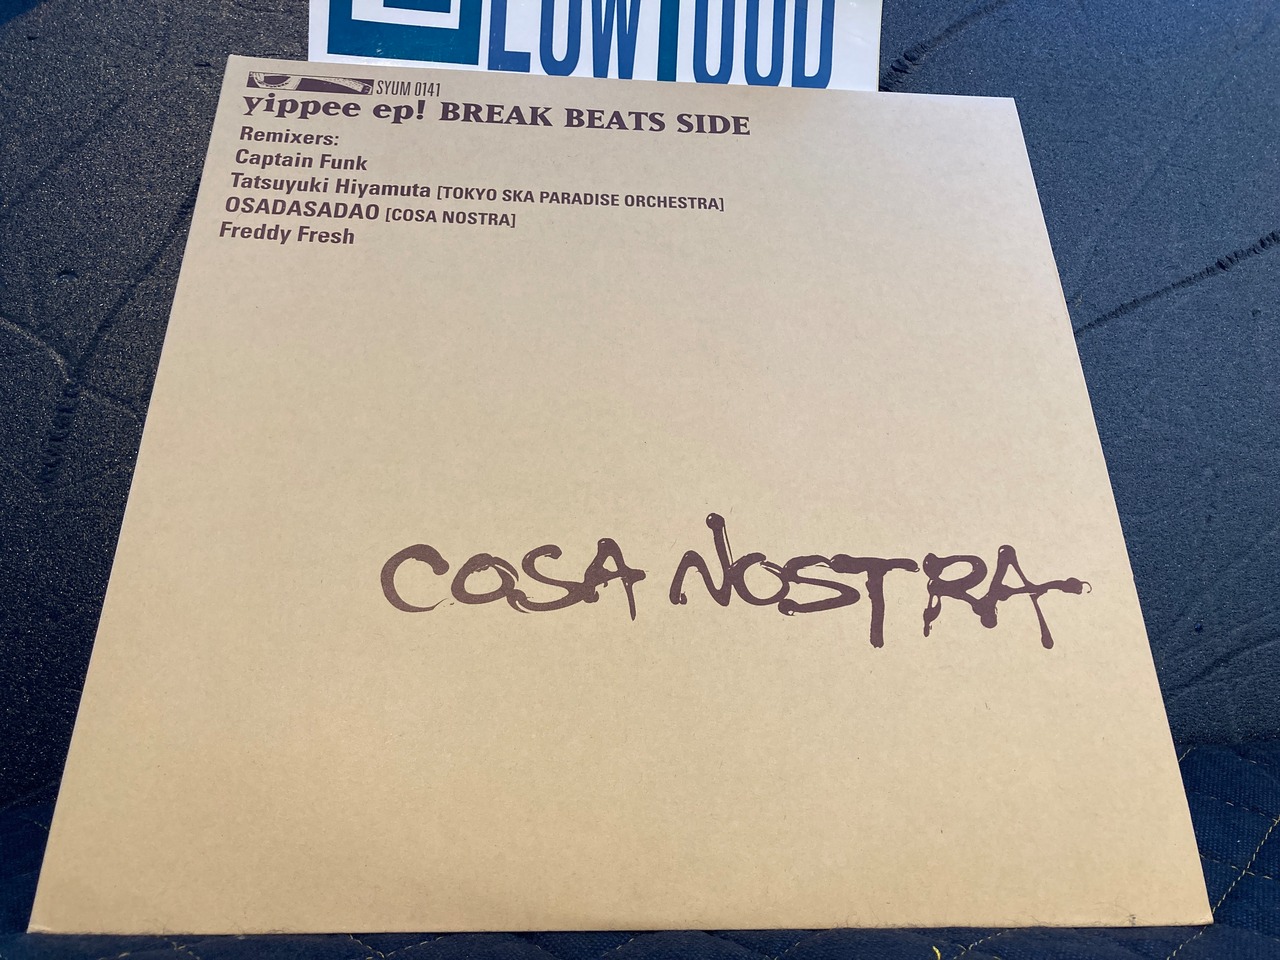 SYUM 0141
yippee ep! BREAK BEATS SIDE
Remixers:
Captain Funk
Tatsuyuki Hiyamuta [TOKYO SKA PARADISE ORCHESTRA]
OSADASADAO [COSA NOSTRA]
Freddy Fresh
COSA NOSTRA